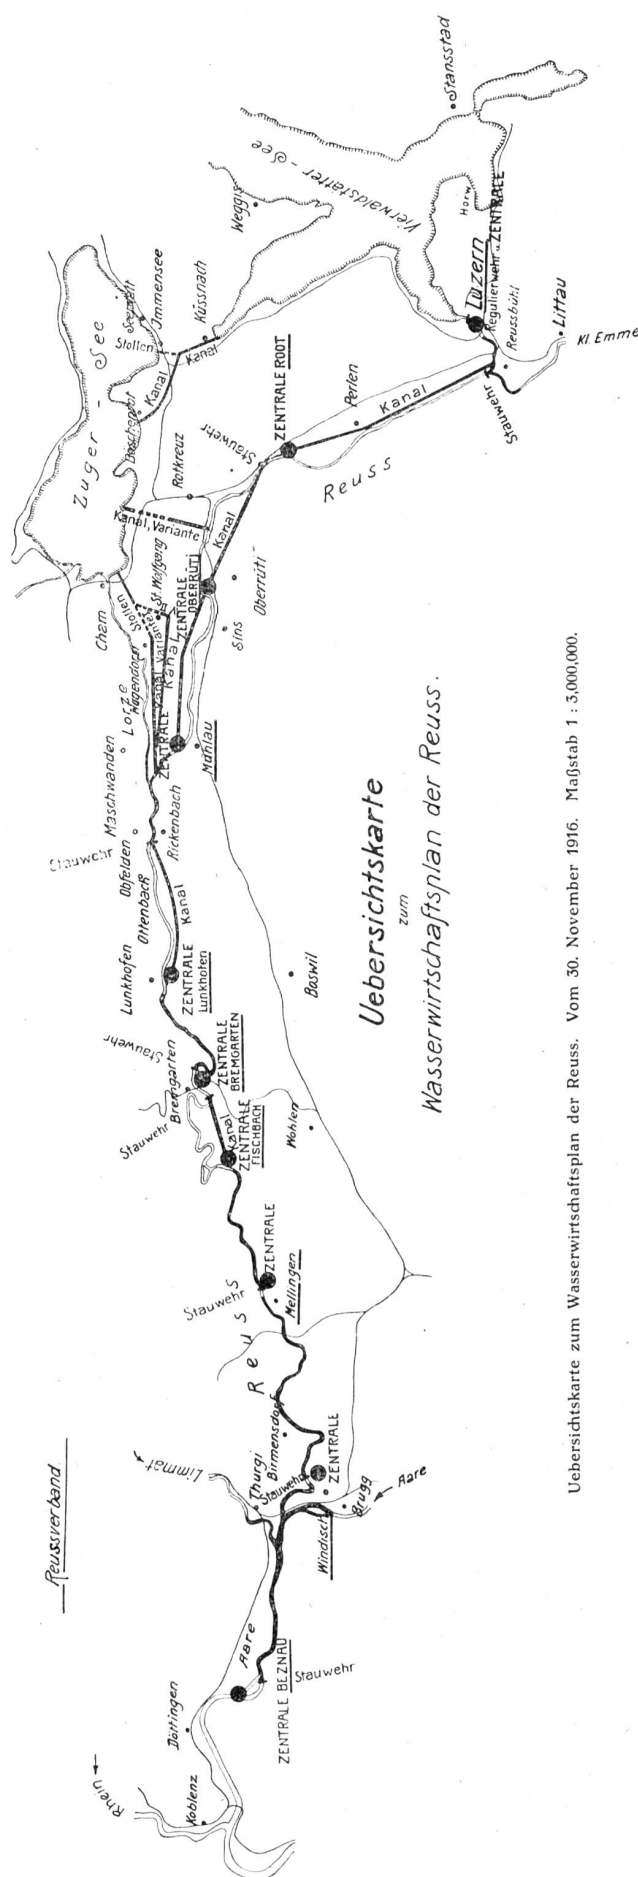 Reussverband
Uebersichtskarte
zum
Wasserwirtschaftsplan der Reuss.
Rhein
Koblenz
Döttingen
Aare
ZENTRALE BEZNAU
Stauwehr
Limmat
Thurgi
Birmensdorf
Stauwehr
ZENTRALE
Windisch
Brugg
Aare
Reuss
Stauwehr
ZENTRALE
Mellingen
Stauwehr
Bremgarten
Kanal
ZENTRALE
FISCHBACH
Wohlen
Stauwehr
ZENTRALE
BREMGARTEN
Lunkhofen
ZENTRALE
Lunkhofen
Boswil
Kanal
Ottenbach
Obfelden
Stauwehr
Rickenbach
Maschwanden
ZENTRALE
Mühlau
Lorze
Hagendorn
Kanal Variante
Kanal
Cham
Stollen
Variante
St. Wolfgang
ZENTRALE
OBERRÜTI
Sins
Oberrüti
Kanal, Variante
Kanal
Rotkreuz
Zuger - See
Buochenrot
Kanal
Stollen
Immensee
Kanal
Küssnach
Stauwehr
ZENTRALE ROOT
Reuss
Perlen
Kanal
Weggis
Vierwaldstätter - See
Stansstad
Horw
Luzern
Regulierwehr u. ZENTRALE
Reussbühl
Stauwehr
Littau
Kl. Emme
Uebersichtskarte zum Wasserwirtschaftsplan der Reuss. Vom 30. November 1916. Maßstab 1 : 3,000,000.